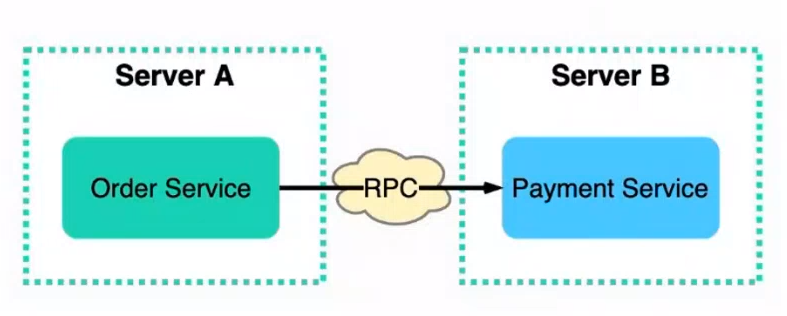 Server A
Server B
Order Service
RPC
Payment Service